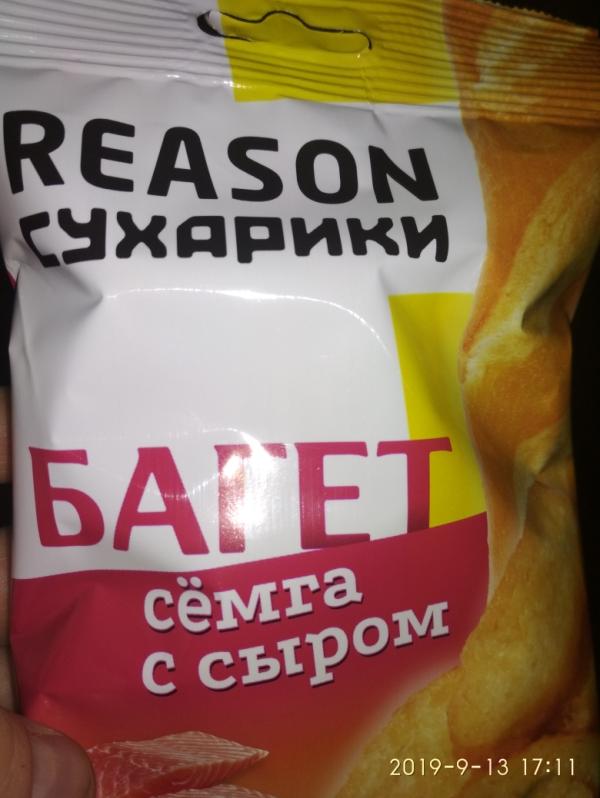 REASON
сухарики
БАГЕТ
сёмга
с сыром
2019-9-13 17:11